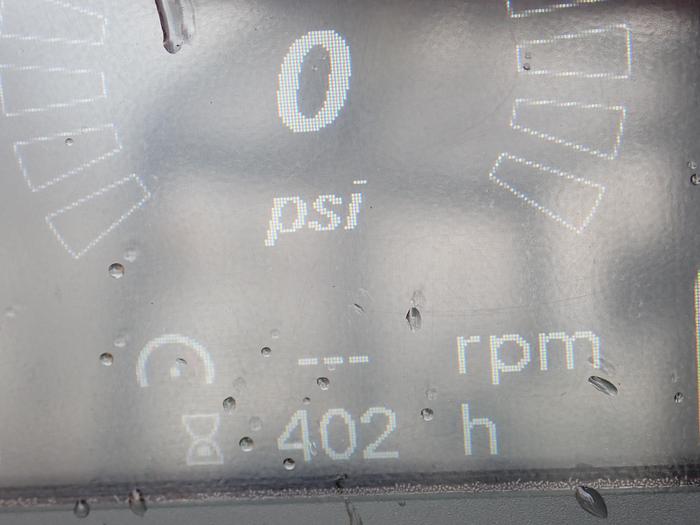 0
psi
--- rpm
402 h